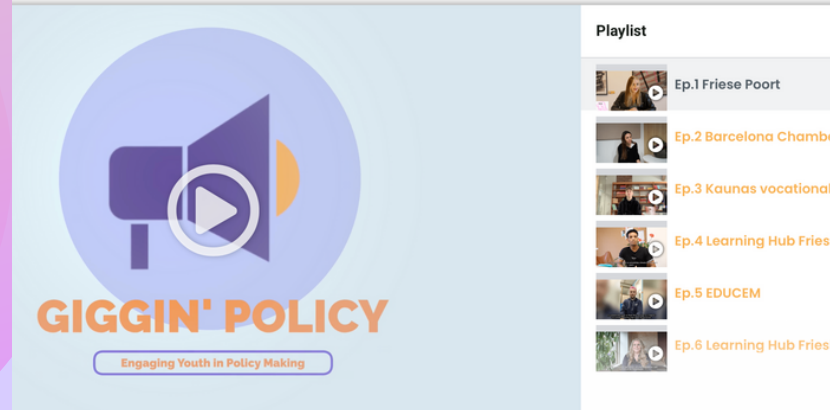 Playlist
Ep.1 Friese Poort
Ep.2 Barcelona Chambe
Ep.3 Kaunas vocational
Ep.4 Learning Hub Fries
Ep.5 EDUCEM
Ep.6 Learning Hub Fries
GIGGIN' POLICY
Engaging Youth in Policy Making